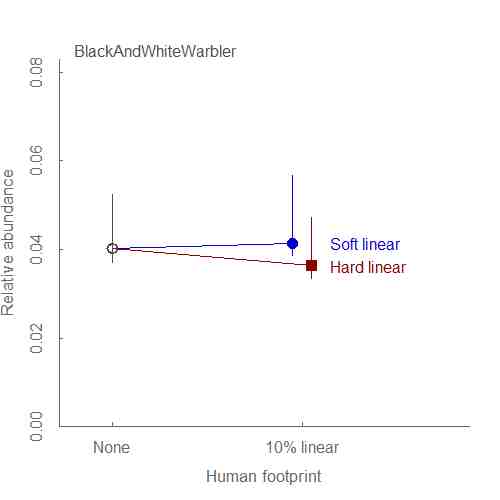 BlackAndWhiteWarbler
0.08
0.06
0.04
0.02
0.00
Relative abundance
Soft linear
Hard linear
None
10% linear
Human footprint